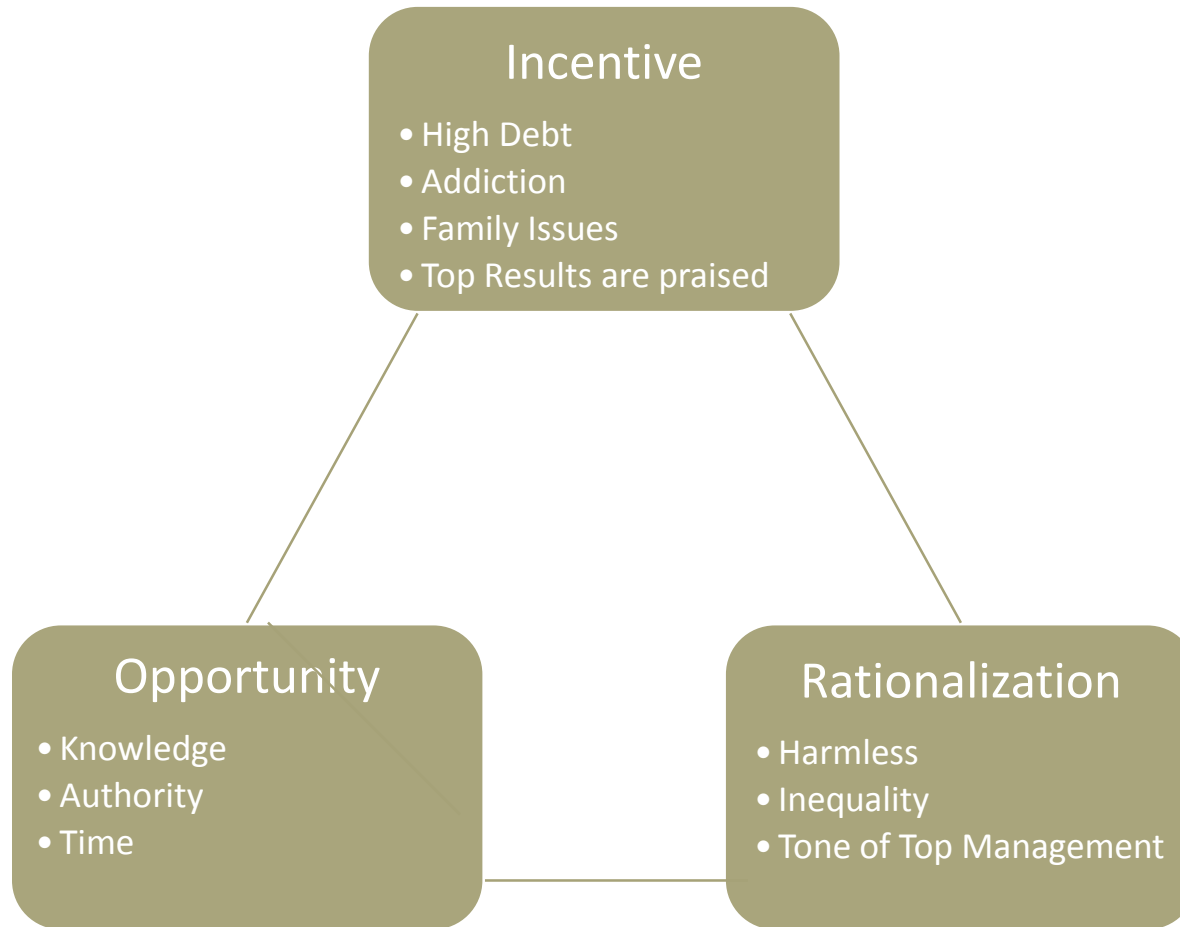 Incentive
• High Debt
• Addiction
• Family Issues
• Top Results are praised
Opportunity
• Knowledge
• Authority
• Time
Rationalization
• Harmless
• Inequality
• Tone of Top Management